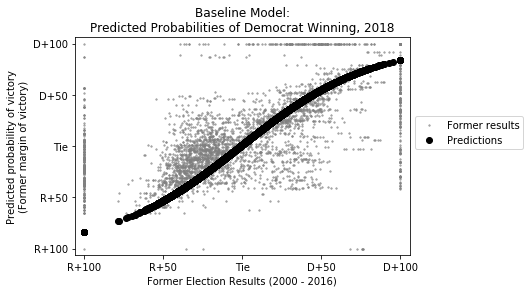 Baseline Model:
Predicted Probabilities of Democrat Winning, 2018
Predicted probability of victory
(Former margin of victory)
D+100
D+50
Tie
R+50
R+100
R+100
R+50
Tie
D+50
D+100
Former Election Results (2000 - 2016)
Former results
Predictions